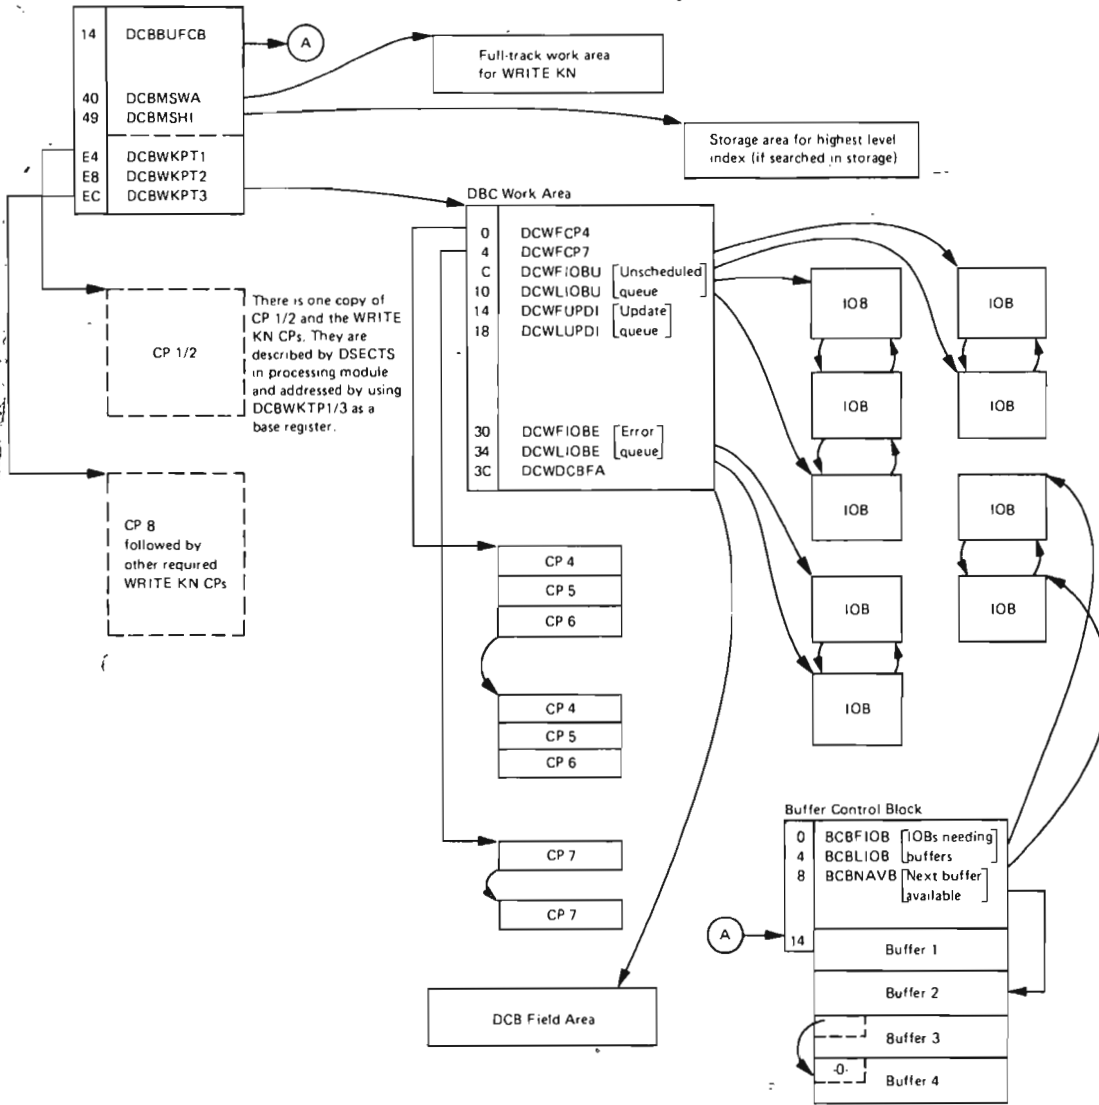 14 DCBBUFCB
A
40 DCBMSWA
49 DCBMSHI
E4 DCBWKPT1
E8 DCBWKPT2
EC DCBWKPT3
Full-track work area
for WRITE KN
Storage area for highest level
index (if searched in storage)
CP 1/2
There is one copy of
CP 1/2 and the WRITE
KN CPs. They are
described by DSECTS
in processing module
and addressed by using
DCBWKTP1/3 as a
base register.
CP 8
followed by
other required
WRITE KN CPs
DBC Work Area
0 DCWFCP4
4 DCWFCP7
C DCWFIOBU [Unscheduled]
10 DCWLIOBU [queue]
14 DCWFUPDI [Update]
18 DCWLUPDI [queue]
30 DCWFIOBE [Error]
34 DCWLIOBE [queue]
3C DCWDCBFA
IOB
IOB
IOB
IOB
IOB
IOB
IOB
IOB
IOB
CP 4
CP 5
CP 6
CP 4
CP 5
CP 6
CP 7
CP 7
DCB Field Area
Buffer Control Block
0 BCBFIOB [IOBs needing]
4 BCBLIOB [buffers]
8 BCBNAVB [Next buffer]
[available]
A
14
Buffer 1
Buffer 2
Buffer 3
-0-
Buffer 4